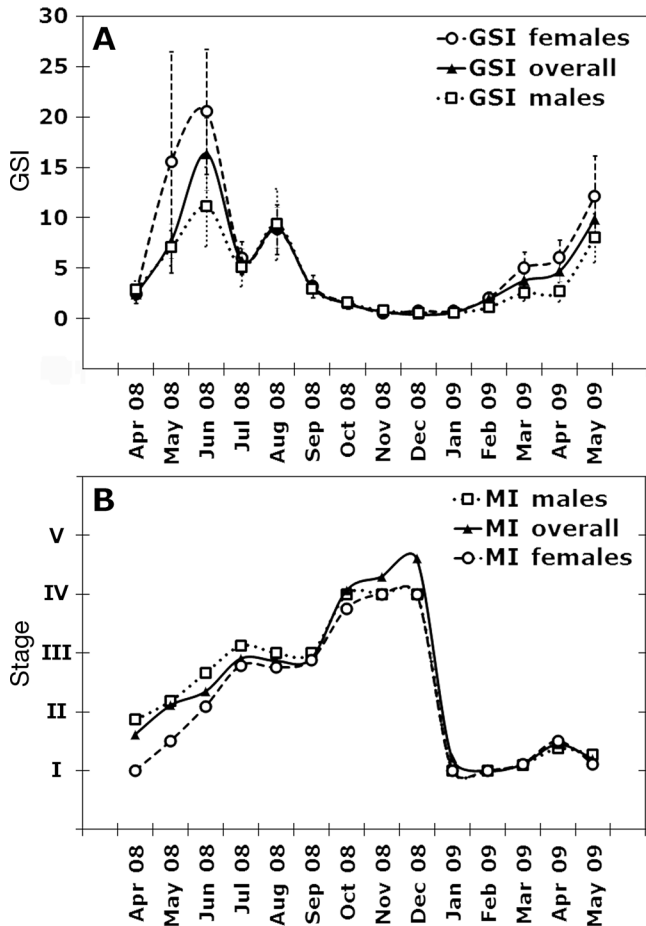 A
GSI females
GSI overall
GSI males
30
25
20
15
10
5
0
GSI
Apr 08
May 08
Jun 08
Jul 08
Aug 08
Sep 08
Oct 08
Nov 08
Dec 08
Jan 09
Feb 09
Mar 09
Apr 09
May 09
B
MI males
MI overall
MI females
V
IV
III
II
I
Stage
Apr 08
May 08
Jun 08
Jul 08
Aug 08
Sep 08
Oct 08
Nov 08
Dec 08
Jan 09
Feb 09
Mar 09
Apr 09
May 09